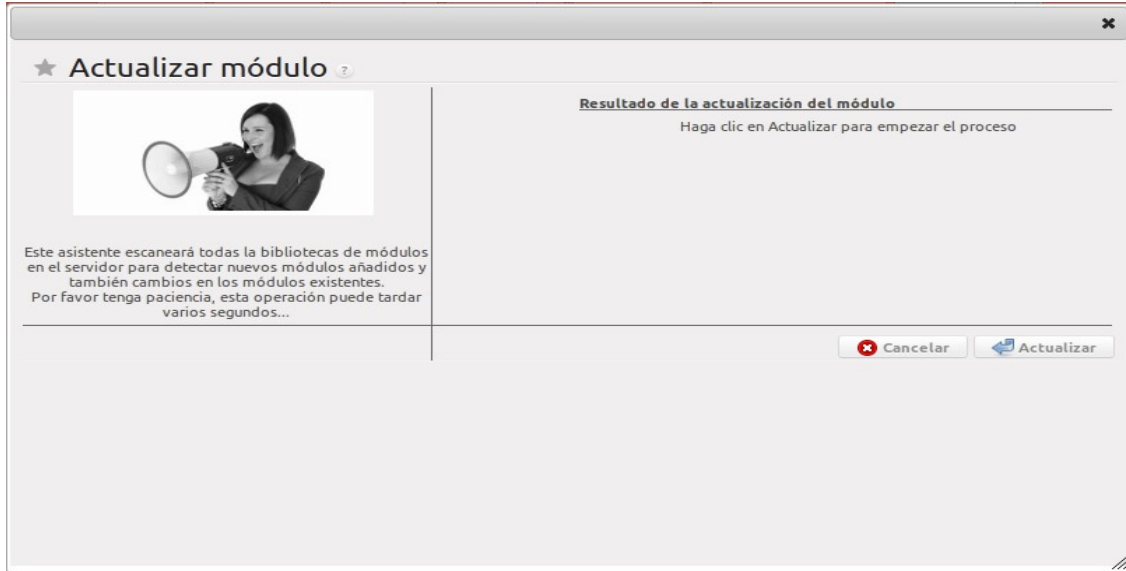 Actualizar módulo ?
Este asistente escaneará todas la bibliotecas de módulos
en el servidor para detectar nuevos módulos añadidos y
también cambios en los módulos existentes.
Por favor tenga paciencia, esta operación puede tardar
varios segundos...
Resultado de la actualización del módulo
Haga clic en Actualizar para empezar el proceso
Cancelar
Actualizar